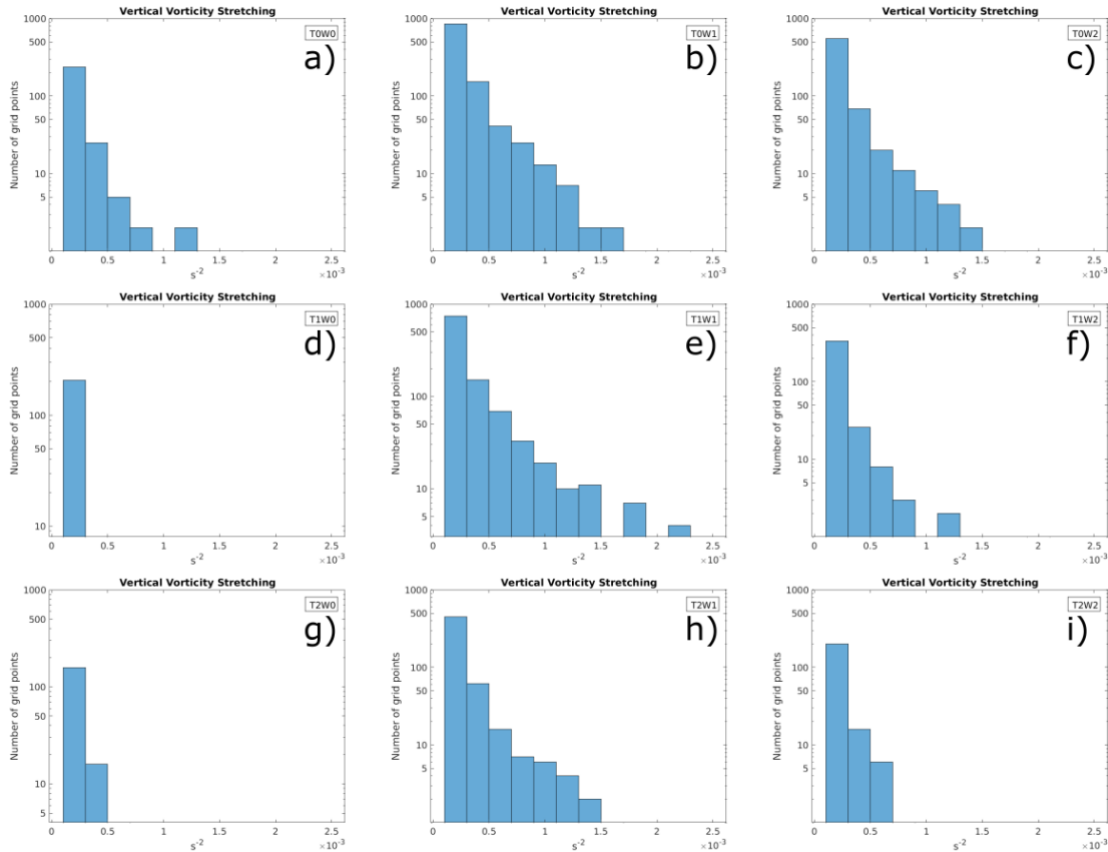 Vertical Vorticity Stretching
T0W0
a)
1000
500
100
50
10
5
Number of grid points
0
0.5
1
1.5
2
2.5
s-2
×10-3
Vertical Vorticity Stretching
T0W1
b)
1000
500
100
50
10
5
Number of grid points
0
0.5
1
1.5
2
2.5
s-2
×10-3
Vertical Vorticity Stretching
T0W2
c)
1000
500
100
50
10
5
Number of grid points
0
0.5
1
1.5
2
2.5
s-2
×10-3
Vertical Vorticity Stretching
T1W0
d)
1000
500
100
50
10
Number of grid points
0
0.5
1
1.5
2
2.5
s-2
×10-3
Vertical Vorticity Stretching
T1W1
e)
500
100
50
10
5
Number of grid points
0
0.5
1
1.5
2
2.5
s-2
×10-3
Vertical Vorticity Stretching
T1W2
f)
1000
500
100
50
10
5
Number of grid points
0
0.5
1
1.5
2
2.5
s-2
×10-3
Vertical Vorticity Stretching
T2W0
g)
1000
500
100
50
10
5
Number of grid points
0
0.5
1
1.5
2
2.5
s-2
×10-3
Vertical Vorticity Stretching
T2W1
h)
1000
500
100
50
10
5
Number of grid points
0
0.5
1
1.5
2
2.5
s-2
×10-3
Vertical Vorticity Stretching
T2W2
i)
1000
500
100
50
10
5
Number of grid points
0
0.5
1
1.5
2
2.5
s-2
×10-3